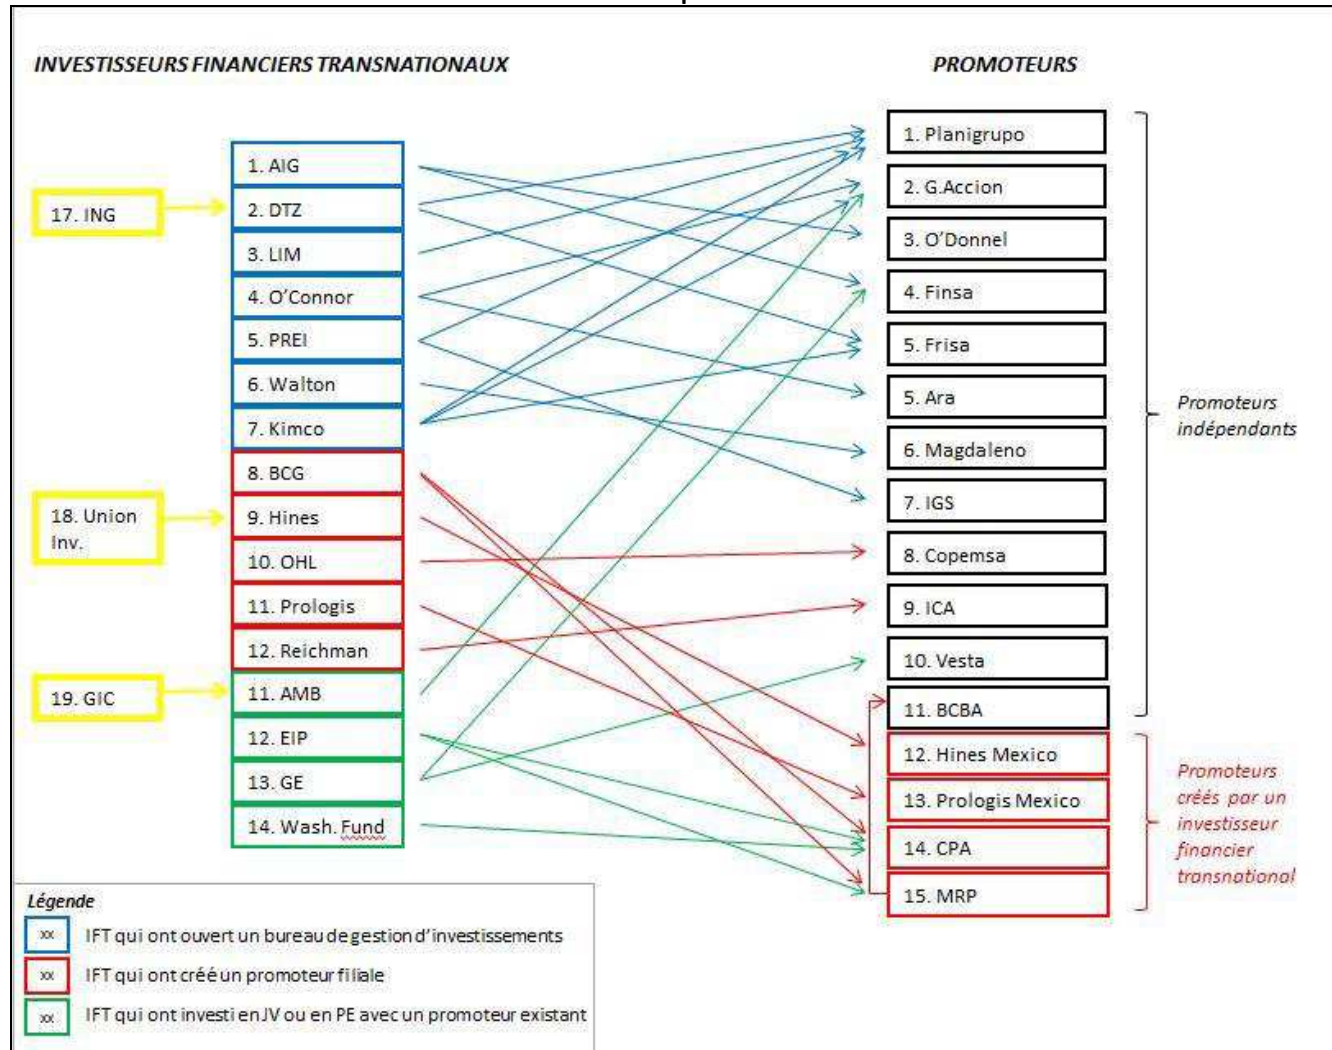 INVESTISSEURS FINANCIERS TRANSNATIONAUX
PROMOTEURS
17. ING
18. Union
Inv.
19. GIC
1. AIG
2. DTZ
3. LIM
4. O'Connor
5. PREI
6. Walton
7. Kimco
8. BCG
9. Hines
10. OHL
11. Prologis
12. Reichman
11. AMB
12. EIP
13. GE
14. Wash. Fund
1. Planigrupo
2. G.Accion
3. O'Donnel
4. Finsa
5. Frisa
5. Ara
6. Magdaleno
7. IGS
8. Copemsa
9. ICA
10. Vesta
11. BCBA
12. Hines Mexico
13. Prologis Mexico
14. CPA
15. MRP
Promoteurs
indépendants
Promoteurs
créés par un
investisseur
financier
transnational
Légende
xx IFT qui ont ouvert un bureau de gestion d'investissements
xx IFT qui ont créé un promoteur filiale
xx IFT qui ont investi en JV ou en PE avec un promoteur existant